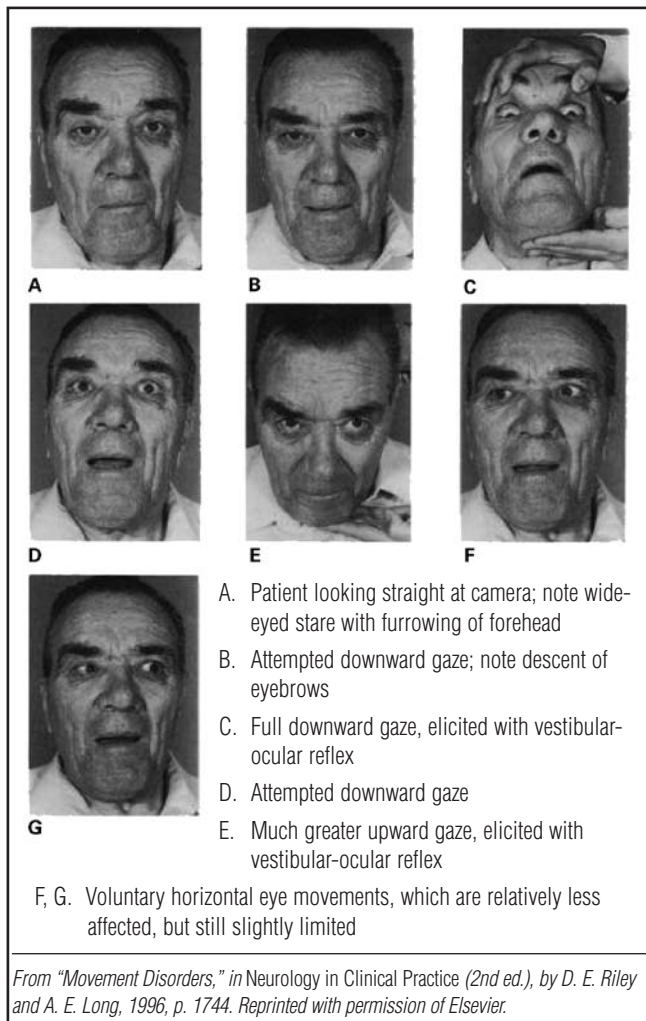 A
B
C
D
E
F
G
A. Patient looking straight at camera; note wide-
eyed stare with furrowing of forehead
B. Attempted downward gaze; note descent of
eyebrows
C. Full downward gaze, elicited with vestibular-
ocular reflex
D. Attempted downward gaze
E. Much greater upward gaze, elicited with
vestibular-ocular reflex
F, G. Voluntary horizontal eye movements, which are relatively less
affected, but still slightly limited
From “Movement Disorders,” in Neurology in Clinical Practice (2nd ed.), by D. E. Riley
and A. E. Long, 1996, p. 1744. Reprinted with permission of Elsevier.